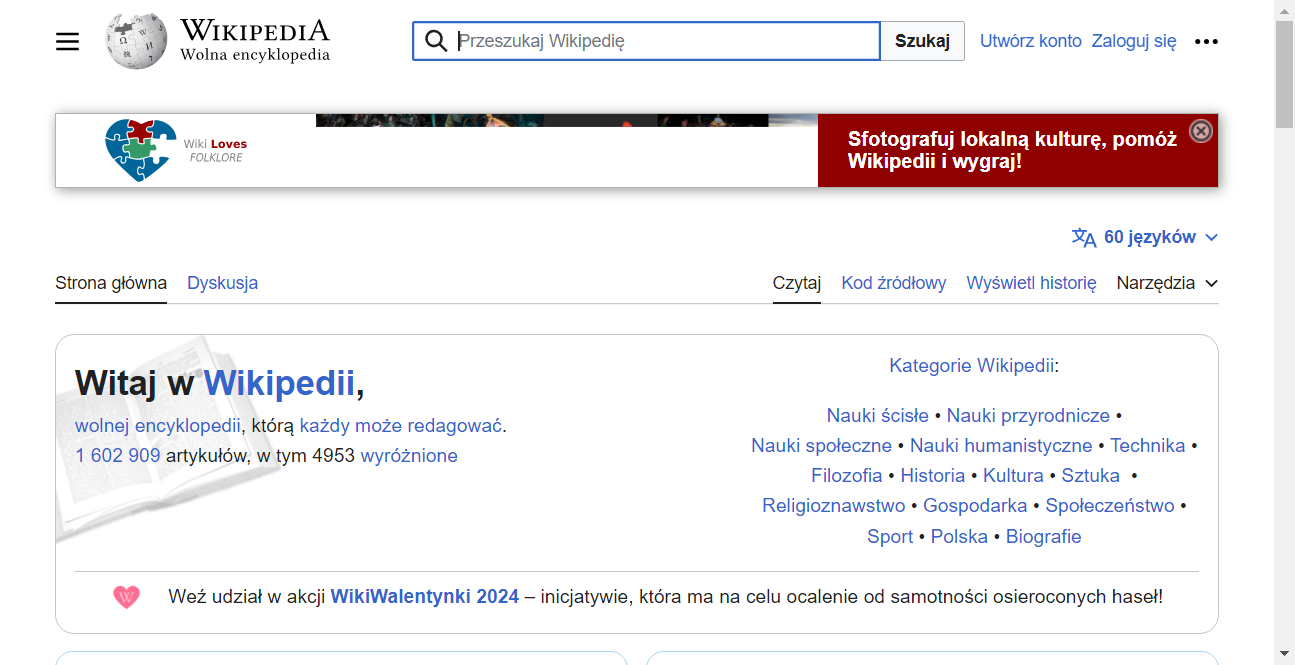 WIKIPEDIA
Wolna encyklopedia
Przeszukaj Wikipedię
Szukaj
Utwórz konto Zaloguj się
Wiki Loves
FOLKLORE
Sfotografuj lokalną kulturę, pomóż
Wikipedii i wygraj!
60 języków
Strona główna Dyskusja
Czytaj Kod źródłowy Wyświetl historię Narzędzia
Witaj w Wikipedii,
wolnej encyklopedii, którą każdy może redagować.
1 602 909 artykułów, w tym 4953 wyróżnione
Kategorie Wikipedii:
Nauki ścisłe • Nauki przyrodnicze •
Nauki społeczne • Nauki humanistyczne • Technika •
Filozofia • Historia • Kultura • Sztuka •
Religioznawstwo • Gospodarka • Społeczeństwo •
Sport • Polska • Biografie
Weź udział w akcji WikiWalentynki 2024 – inicjatywie, która ma na celu ocalenie od samotności osieroconych haseł!